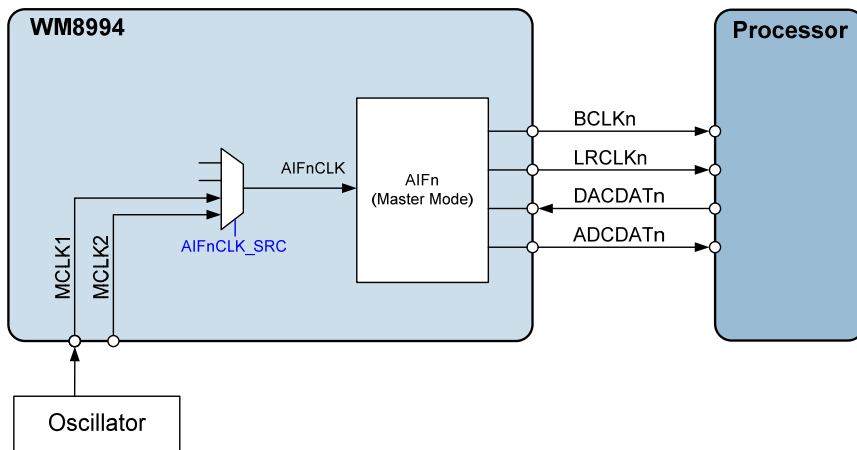 WM8994
Processor
BCLKn
LRCLKn
DACDATn
ADCDATn
AIFnCLK
AIFn
(Master Mode)
AIFnCLK_SRC
MCLK1
MCLK2
Oscillator